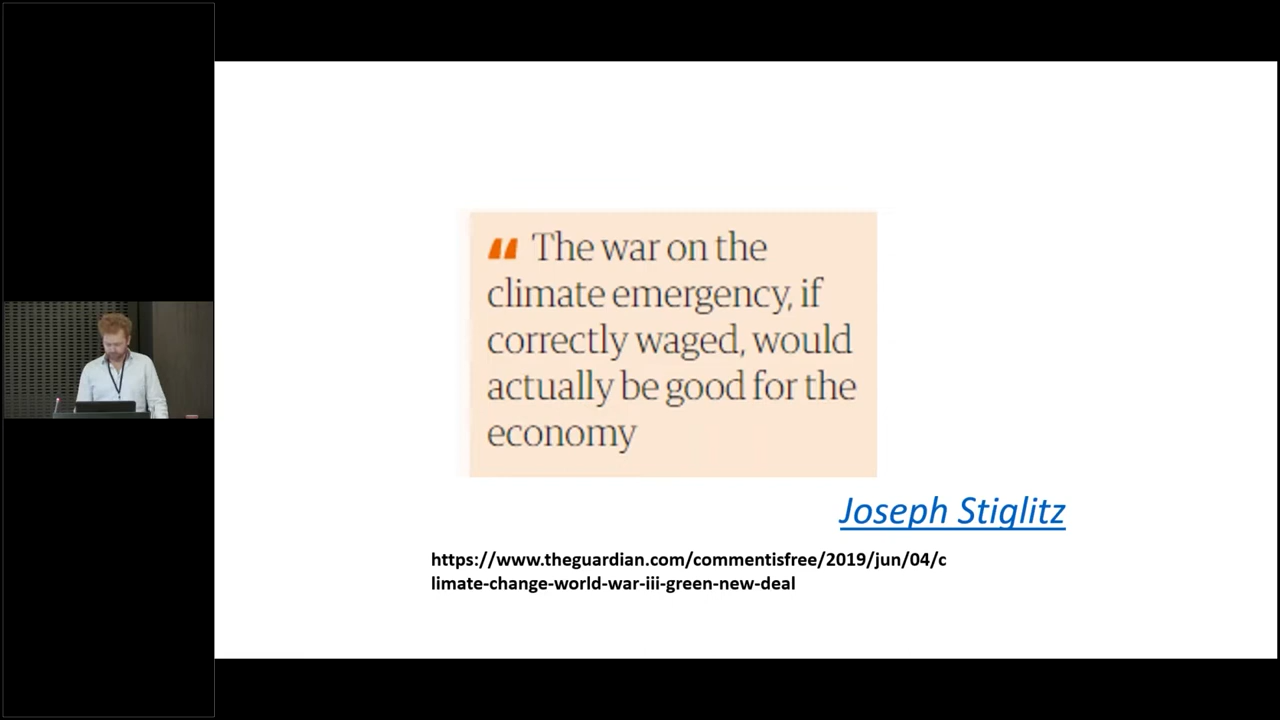 “ The war on the
climate emergency, if
correctly waged, would
actually be good for the
economy
Joseph Stiglitz
https://www.theguardian.com/commentisfree/2019/jun/04/c
limate-change-world-war-iii-green-new-deal